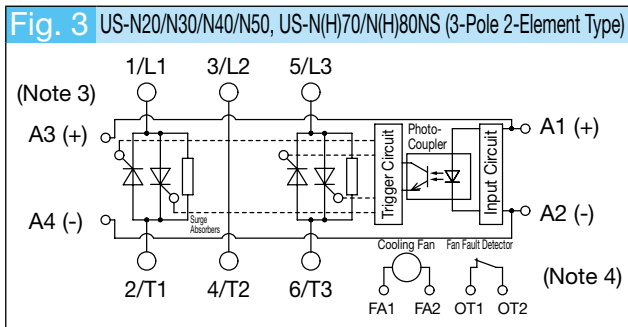 Fig. 3 US-N20/N30/N40/N50, US-N(H)70/N(H)80NS (3-Pole 2-Element Type)
1/L1 3/L2 5/L3
(Note 3)
A3 (+)
A4 (-)
Surge
Absorbers
Trigger Circuit
Photo-
Coupler
Input Circuit
A1 (+)
A2 (-)
2/T1 4/T2 6/T3
Cooling Fan Fan Fault Detector
(Note 4)
FA1 FA2 OT1 OT2